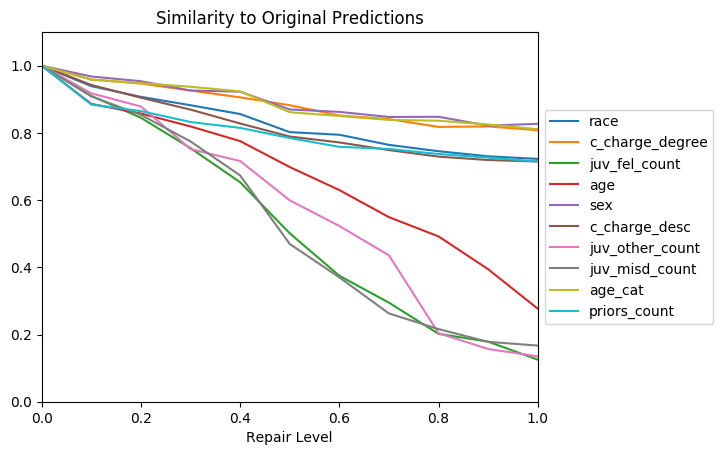 Similarity to Original Predictions
1.0
0.8
0.6
0.4
0.2
0.0
0.0 0.2 0.4 0.6 0.8 1.0
Repair Level
race
c_charge_degree
juv_fel_count
age
sex
c_charge_desc
juv_other_count
juv_misd_count
age_cat
priors_count